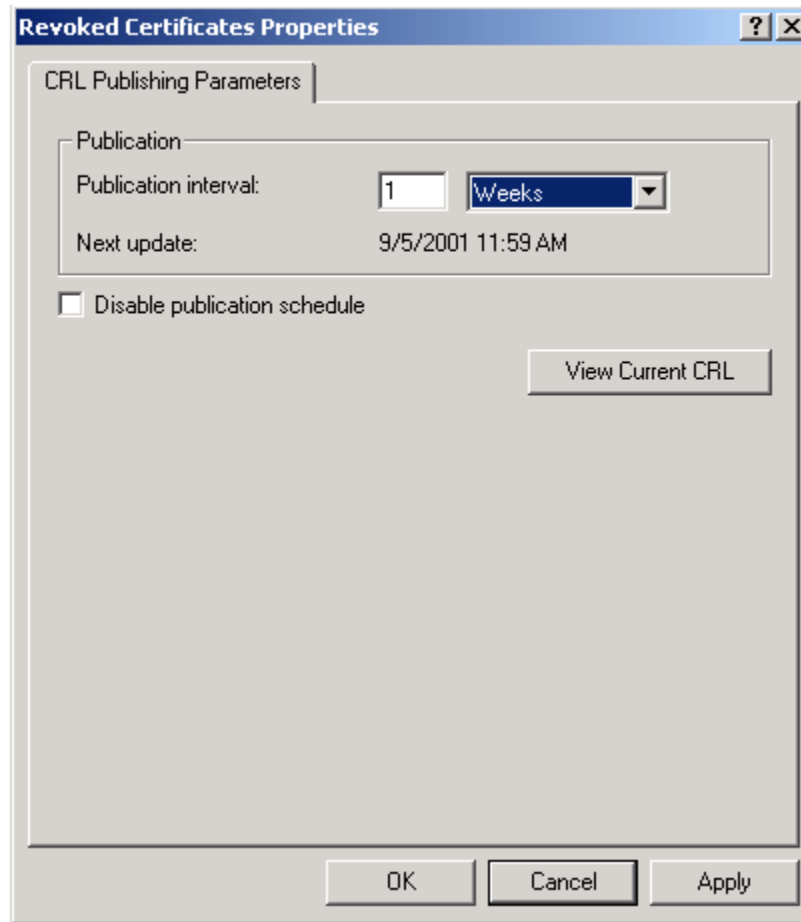 Revoked Certificates Properties
CRL Publishing Parameters
Publication
Publication interval: 1 Weeks
Next update: 9/5/2001 11:59 AM
Disable publication schedule
View Current CRL
OK Cancel Apply